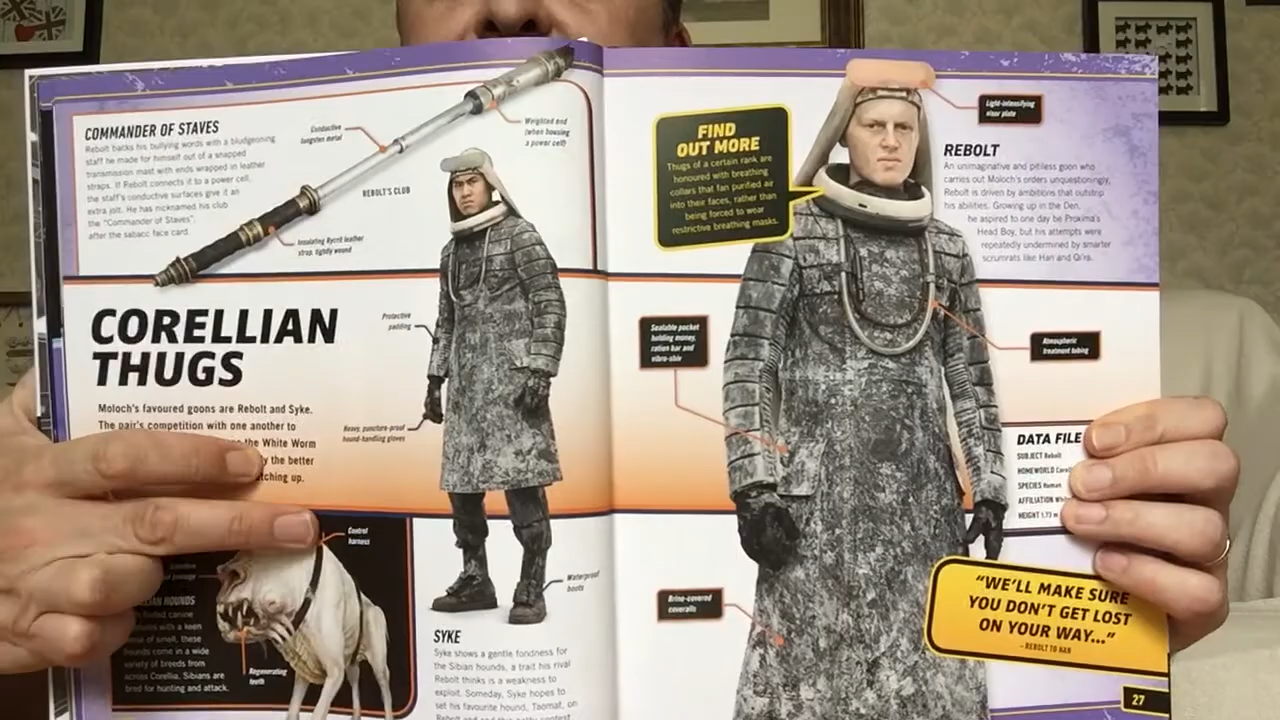 COMMANDER OF STAVES
Rebolt backs his bullying words with a bludgeoning
staff he made for himself out of a snapped
transmission mast with ends wrapped in leather
straps. If Rebolt connects it to a power cell,
the staff's conductive surfaces give it an
extra jolt. He has nicknamed his club
the "Commander of Staves",
after the sabacc face card.
Conductive
tungsten metal
Weighted end
(when housing
a power cell)
REBOLT'S CLUB
Insulating Rycrit leather
strap, tightly wound
CORELLIAN
THUGS
Moloch's favoured goons are Rebolt and Syke.
The pair's competition with one another to
the White Worm
the better
Protective
padding
Heavy, puncture-proof
hound-handling gloves
Control
harness
HOUNDS
canine
with a keen
of smell, these
hounds come in a wide
variety of breeds from
across Corellia. Sibians are
bred for hunting and attack.
Regenerating
teeth
Waterproof
boots
SYKE
Syke shows a gentle fondness for
the Sibian hounds, a trait his rival
Rebolt thinks is a weakness to
exploit. Someday, Syke hopes to
set his favourite hound, Taomat, on
FIND
OUT MORE
Thugs of a certain rank are
honoured with breathing
collars that fan purified air
into their faces, rather than
being forced to wear
restrictive breathing masks.
Light-intensifying
visor plate
REBOLT
An unimaginative and pitiless goon who
carries out Moloch's orders unquestioningly,
Rebolt is driven by ambitions that outstrip
his abilities. Growing up in the Den,
he aspired to one day be Proxima's
Head Boy, but his attempts were
repeatedly undermined by smarter
scrumrats like Han and Qi'ra.
Sealable pocket
holding money,
ration bar and
vibro-shiv
Atmospheric
treatment tubing
DATA FILE
SUBJECT Rebolt
HOMEWORLD
SPECIES Human
AFFILIATION
HEIGHT 1.73 m
Brine-covered
coveralls
"WE'LL MAKE SURE
YOU DON'T GET LOST
ON YOUR WAY..."
– REBOLT TO HAN
27